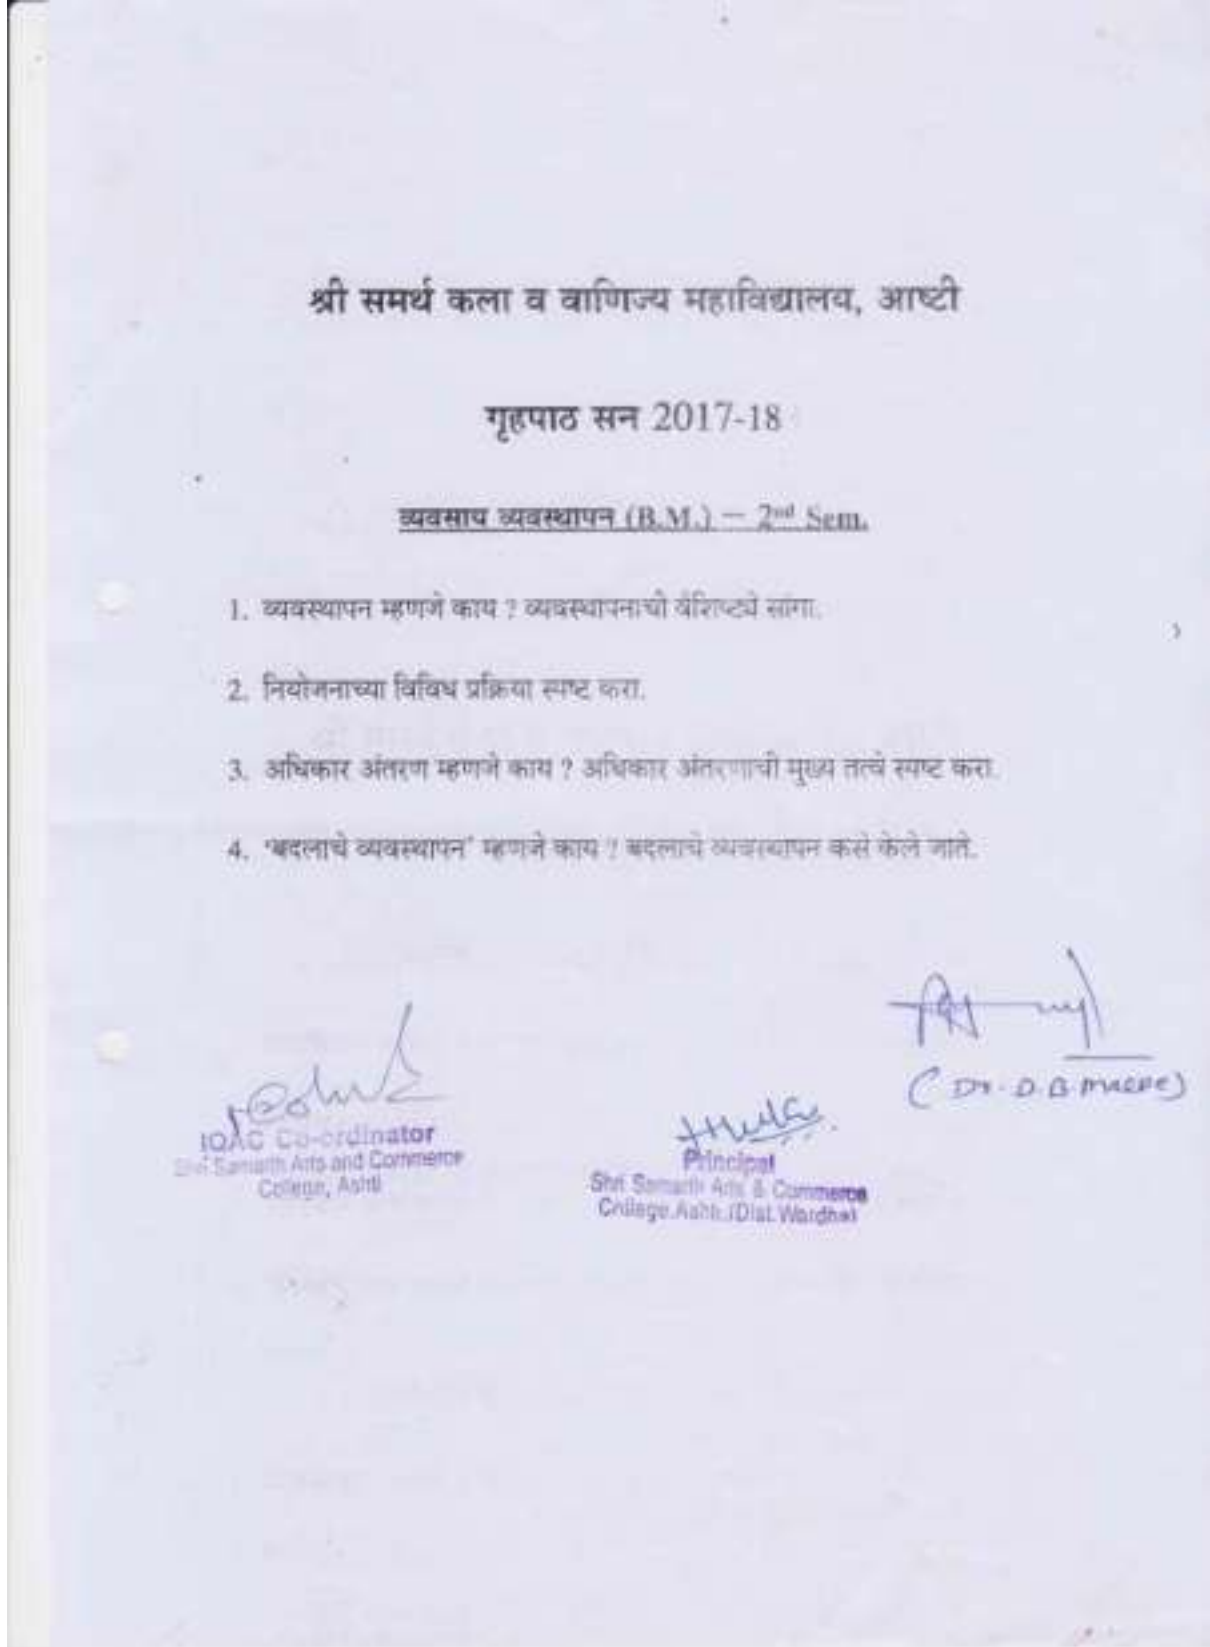 श्री समर्थ कला व वाणिज्य महाविद्यालय, आष्टी
गृहपाठ सन 2017-18
व्यवसाय व्यवस्थापन (B.M.) – 2nd Sem.
1. व्यवस्थापन म्हणजे काय ? व्यवस्थापनाची वैशिष्ट्ये सांगा.
2. नियोजनाच्या विविध प्रक्रिया स्पष्ट करा.
3. अधिकार अंतरण म्हणजे काय ? अधिकार अंतरणाची मुख्य तत्वे स्पष्ट करा.
4. 'बदलाचे व्यवस्थापन' म्हणजे काय ? बदलाचे व्यवस्थापन कसे केले जाते.
(Dr. D.B.
IQAC Co-ordinator
Shri Samarth Arts and Commerce
College, Ashti
Principal
Shri Samarth Arts & Commerce
College,Ashti.(Dist.Wardha)